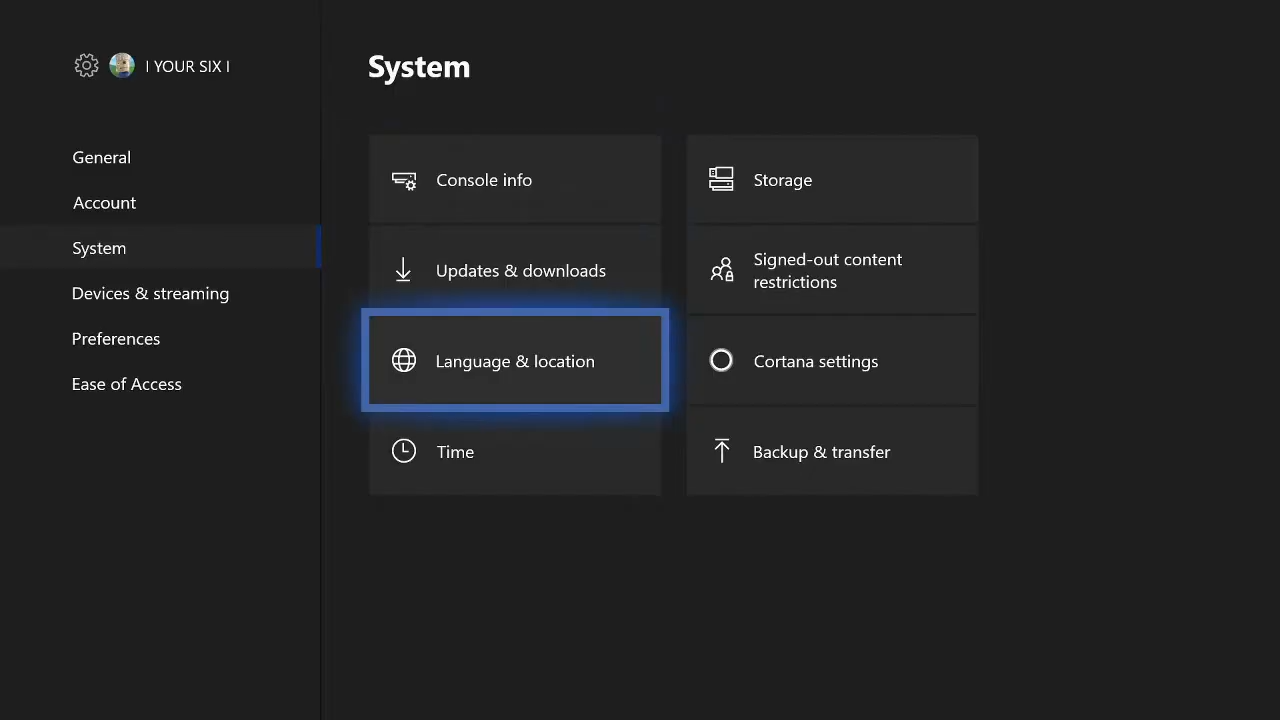 I YOUR SIX I
General
Account
System
Devices & streaming
Preferences
Ease of Access
System
Console info
Updates & downloads
Language & location
Time
Storage
Signed-out content
restrictions
Cortana settings
Backup & transfer